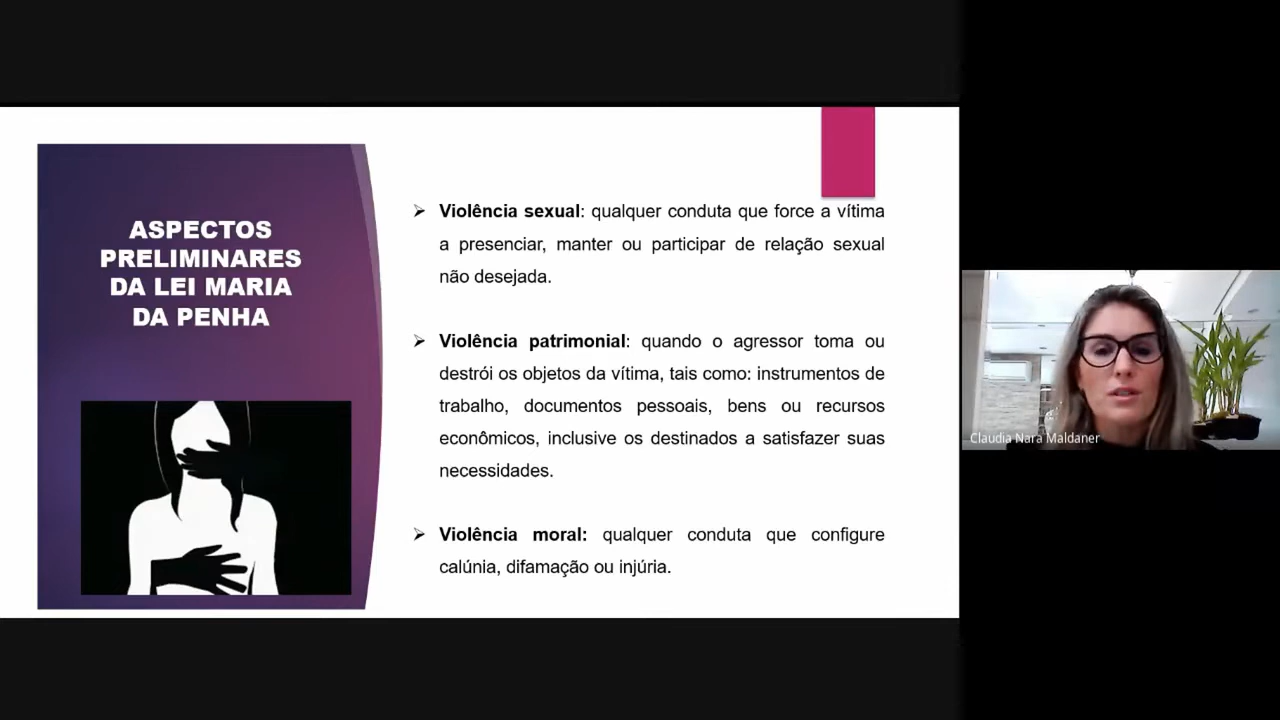 ASPECTOS
PRELIMINARES
DA LEI MARIA
DA PENHA
Violência sexual: qualquer conduta que force a vítima
a presenciar, manter ou participar de relação sexual
não desejada.
Violência patrimonial: quando o agressor toma ou
destrói os objetos da vítima, tais como: instrumentos de
trabalho, documentos pessoais, bens ou recursos
econômicos, inclusive os destinados a satisfazer suas
necessidades.
Violência moral: qualquer conduta que configure
calúnia, difamação ou injúria.
Claudia Nara Maldaner